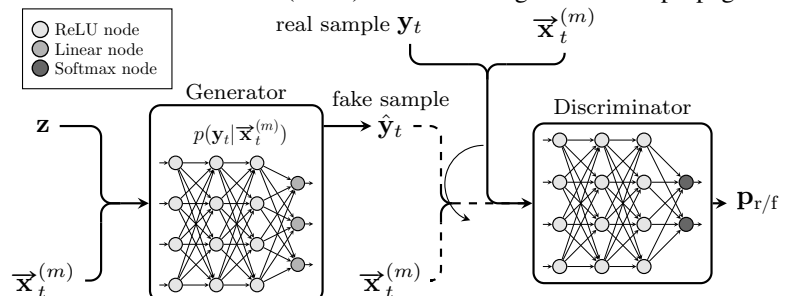 real sample y_t
x⃗_t^(m)
ReLU node
Linear node
Softmax node
Generator
fake sample
Discriminator
z
p(y_t|x⃗_t^(m))
ŷ_t
p_r/f
x⃗_t^(m)
x⃗_t^(m)